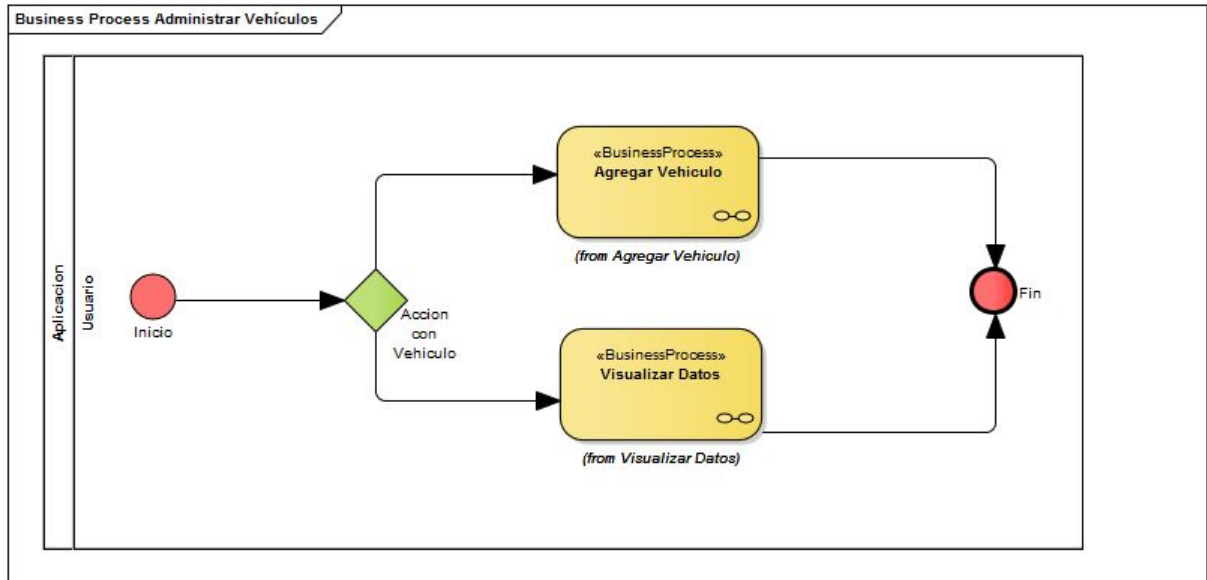 Business Process Administrar Vehículos
Aplicacion
Usuario
Inicio
Accion
con
Vehiculo
«BusinessProcess»
Agregar Vehiculo
(from Agregar Vehiculo)
«BusinessProcess»
Visualizar Datos
(from Visualizar Datos)
Fin